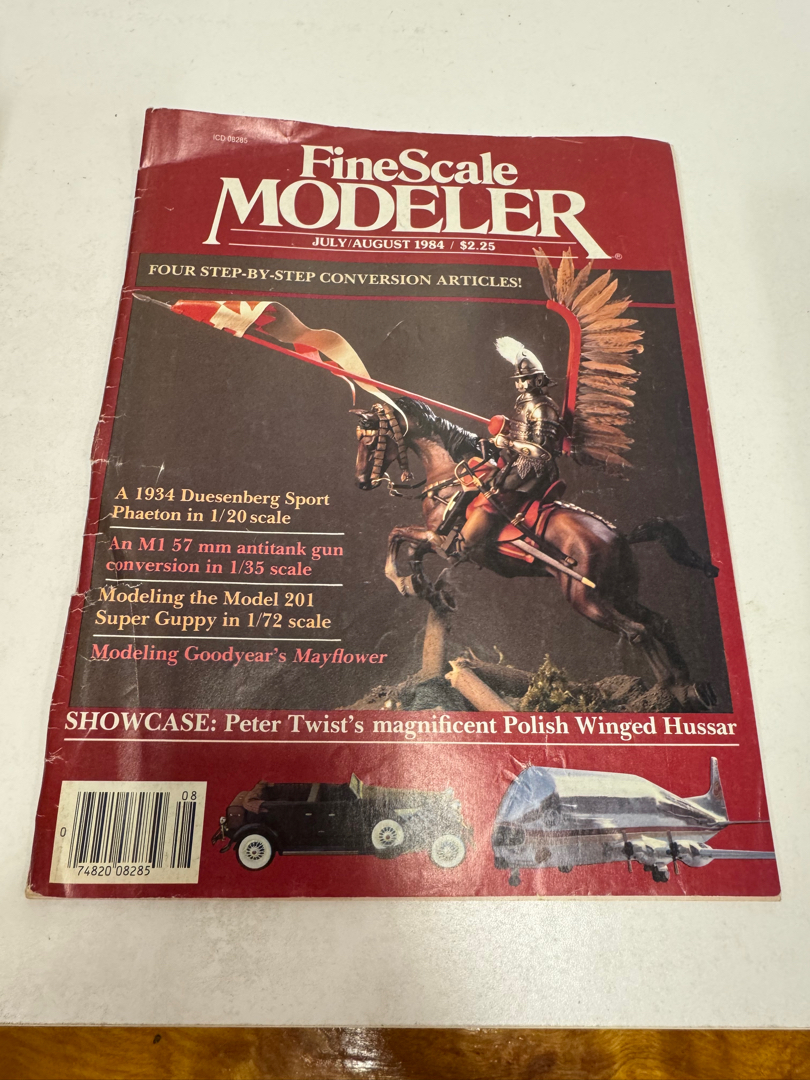 ICD 08285
FineScale
MODELER
JULY/AUGUST 1984 / $2.25
®
FOUR STEP-BY-STEP CONVERSION ARTICLES!
A 1934 Duesenberg Sport
Phaeton in 1/20 scale
An M1 57 mm antitank gun
conversion in 1/35 scale
Modeling the Model 201
Super Guppy in 1/72 scale
Modeling Goodyear's Mayflower
SHOWCASE: Peter Twist's magnificent Polish Winged Hussar
08
0
74820 08285